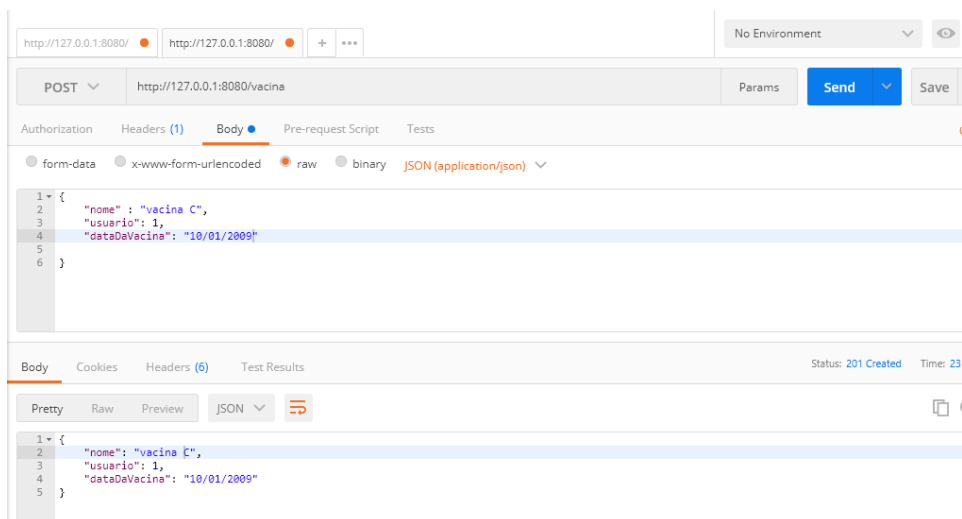 http://127.0.0.1:8080/ http://127.0.0.1:8080/ + ••• No Environment
POST http://127.0.0.1:8080/vacina Params Send Save
Authorization Headers (1) Body Pre-request Script Tests
form-data x-www-form-urlencoded raw binary JSON (application/json)
1 {
2 "nome" : "vacina C",
3 "usuario": 1,
4 "dataDaVacina": "10/01/2009"
5
6 }
Body Cookies Headers (6) Test Results Status: 201 Created Time: 23
Pretty Raw Preview JSON
1 {
2 "nome": "vacina C",
3 "usuario": 1,
4 "dataDaVacina": "10/01/2009"
5 }